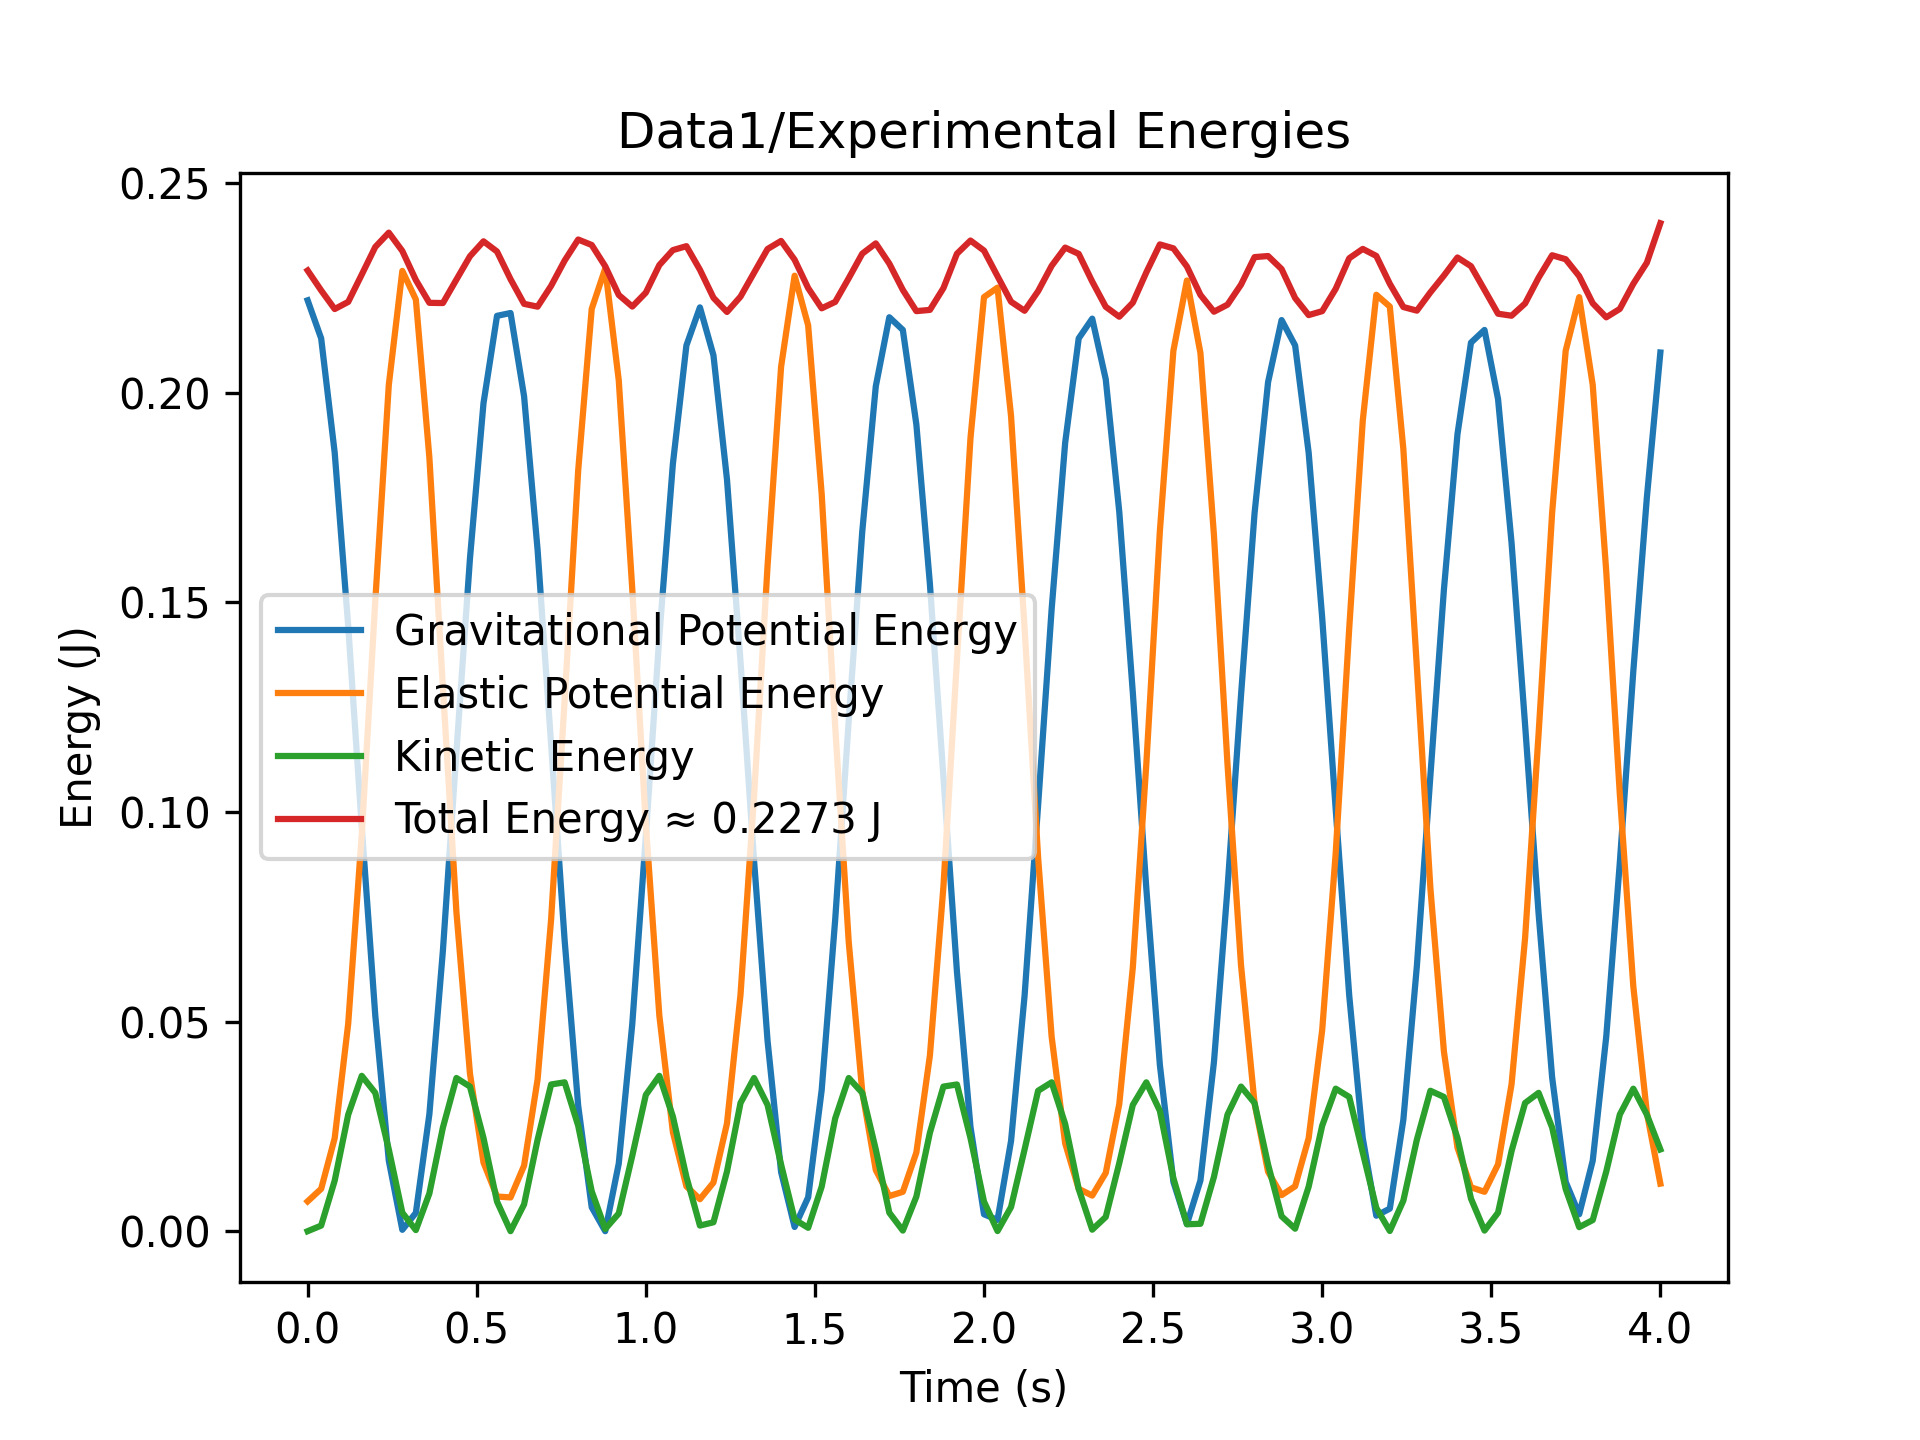 Data1/Experimental Energies
0.25
0.20
0.15
0.10
0.05
0.00
Energy (J)
Gravitational Potential Energy
Elastic Potential Energy
Kinetic Energy
Total Energy ≈ 0.2273 J
0.0 0.5 1.0 1.5 2.0 2.5 3.0 3.5 4.0
Time (s)